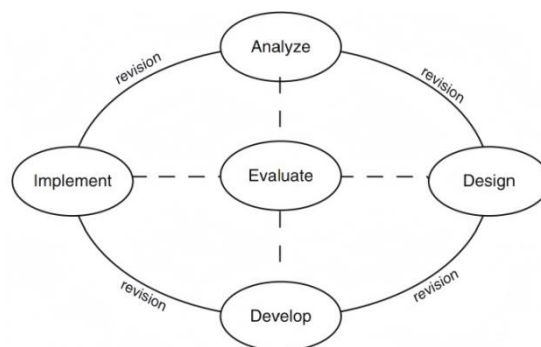 Analyze
revision
revision
Implement
Evaluate
Design
revision
revision
Develop